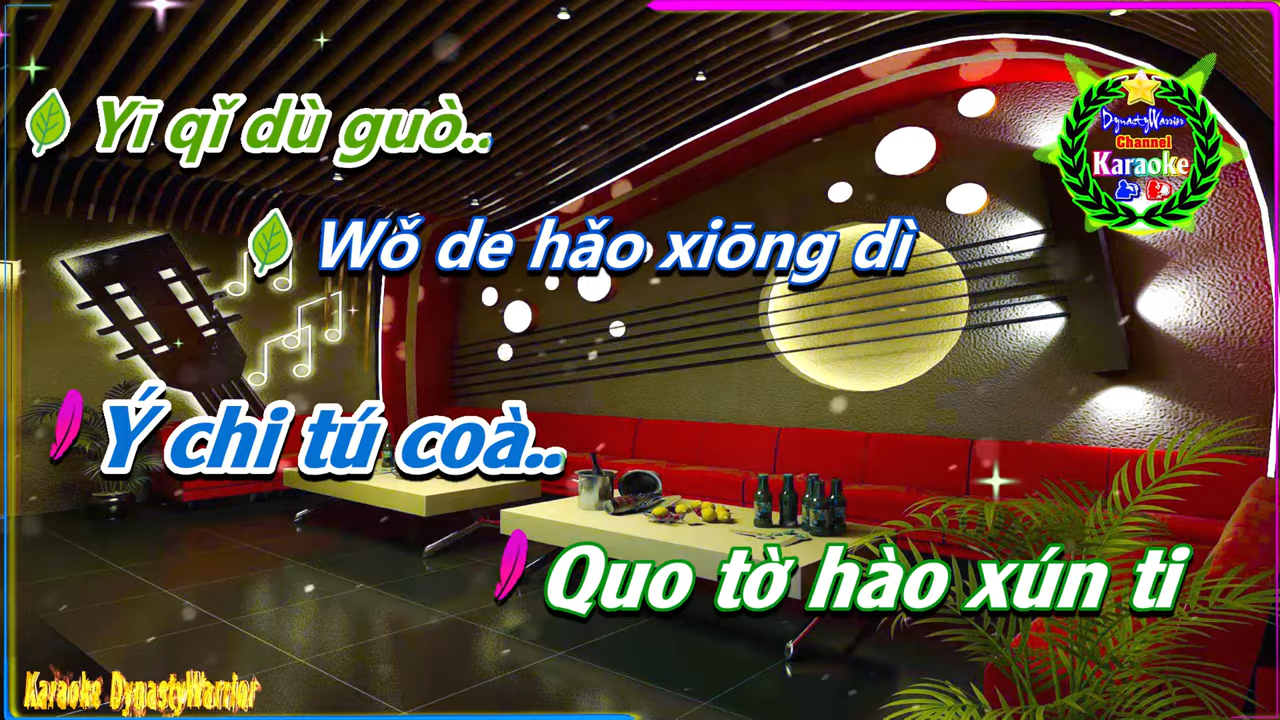 Yī qǐ dù guò..
DynastyWarrior
Channel
Karaoke
Wǒ de hǎo xiōng dì
Ý chi tú coà..
Quo tờ hào xún ti
Karaoke DynastyWarrior